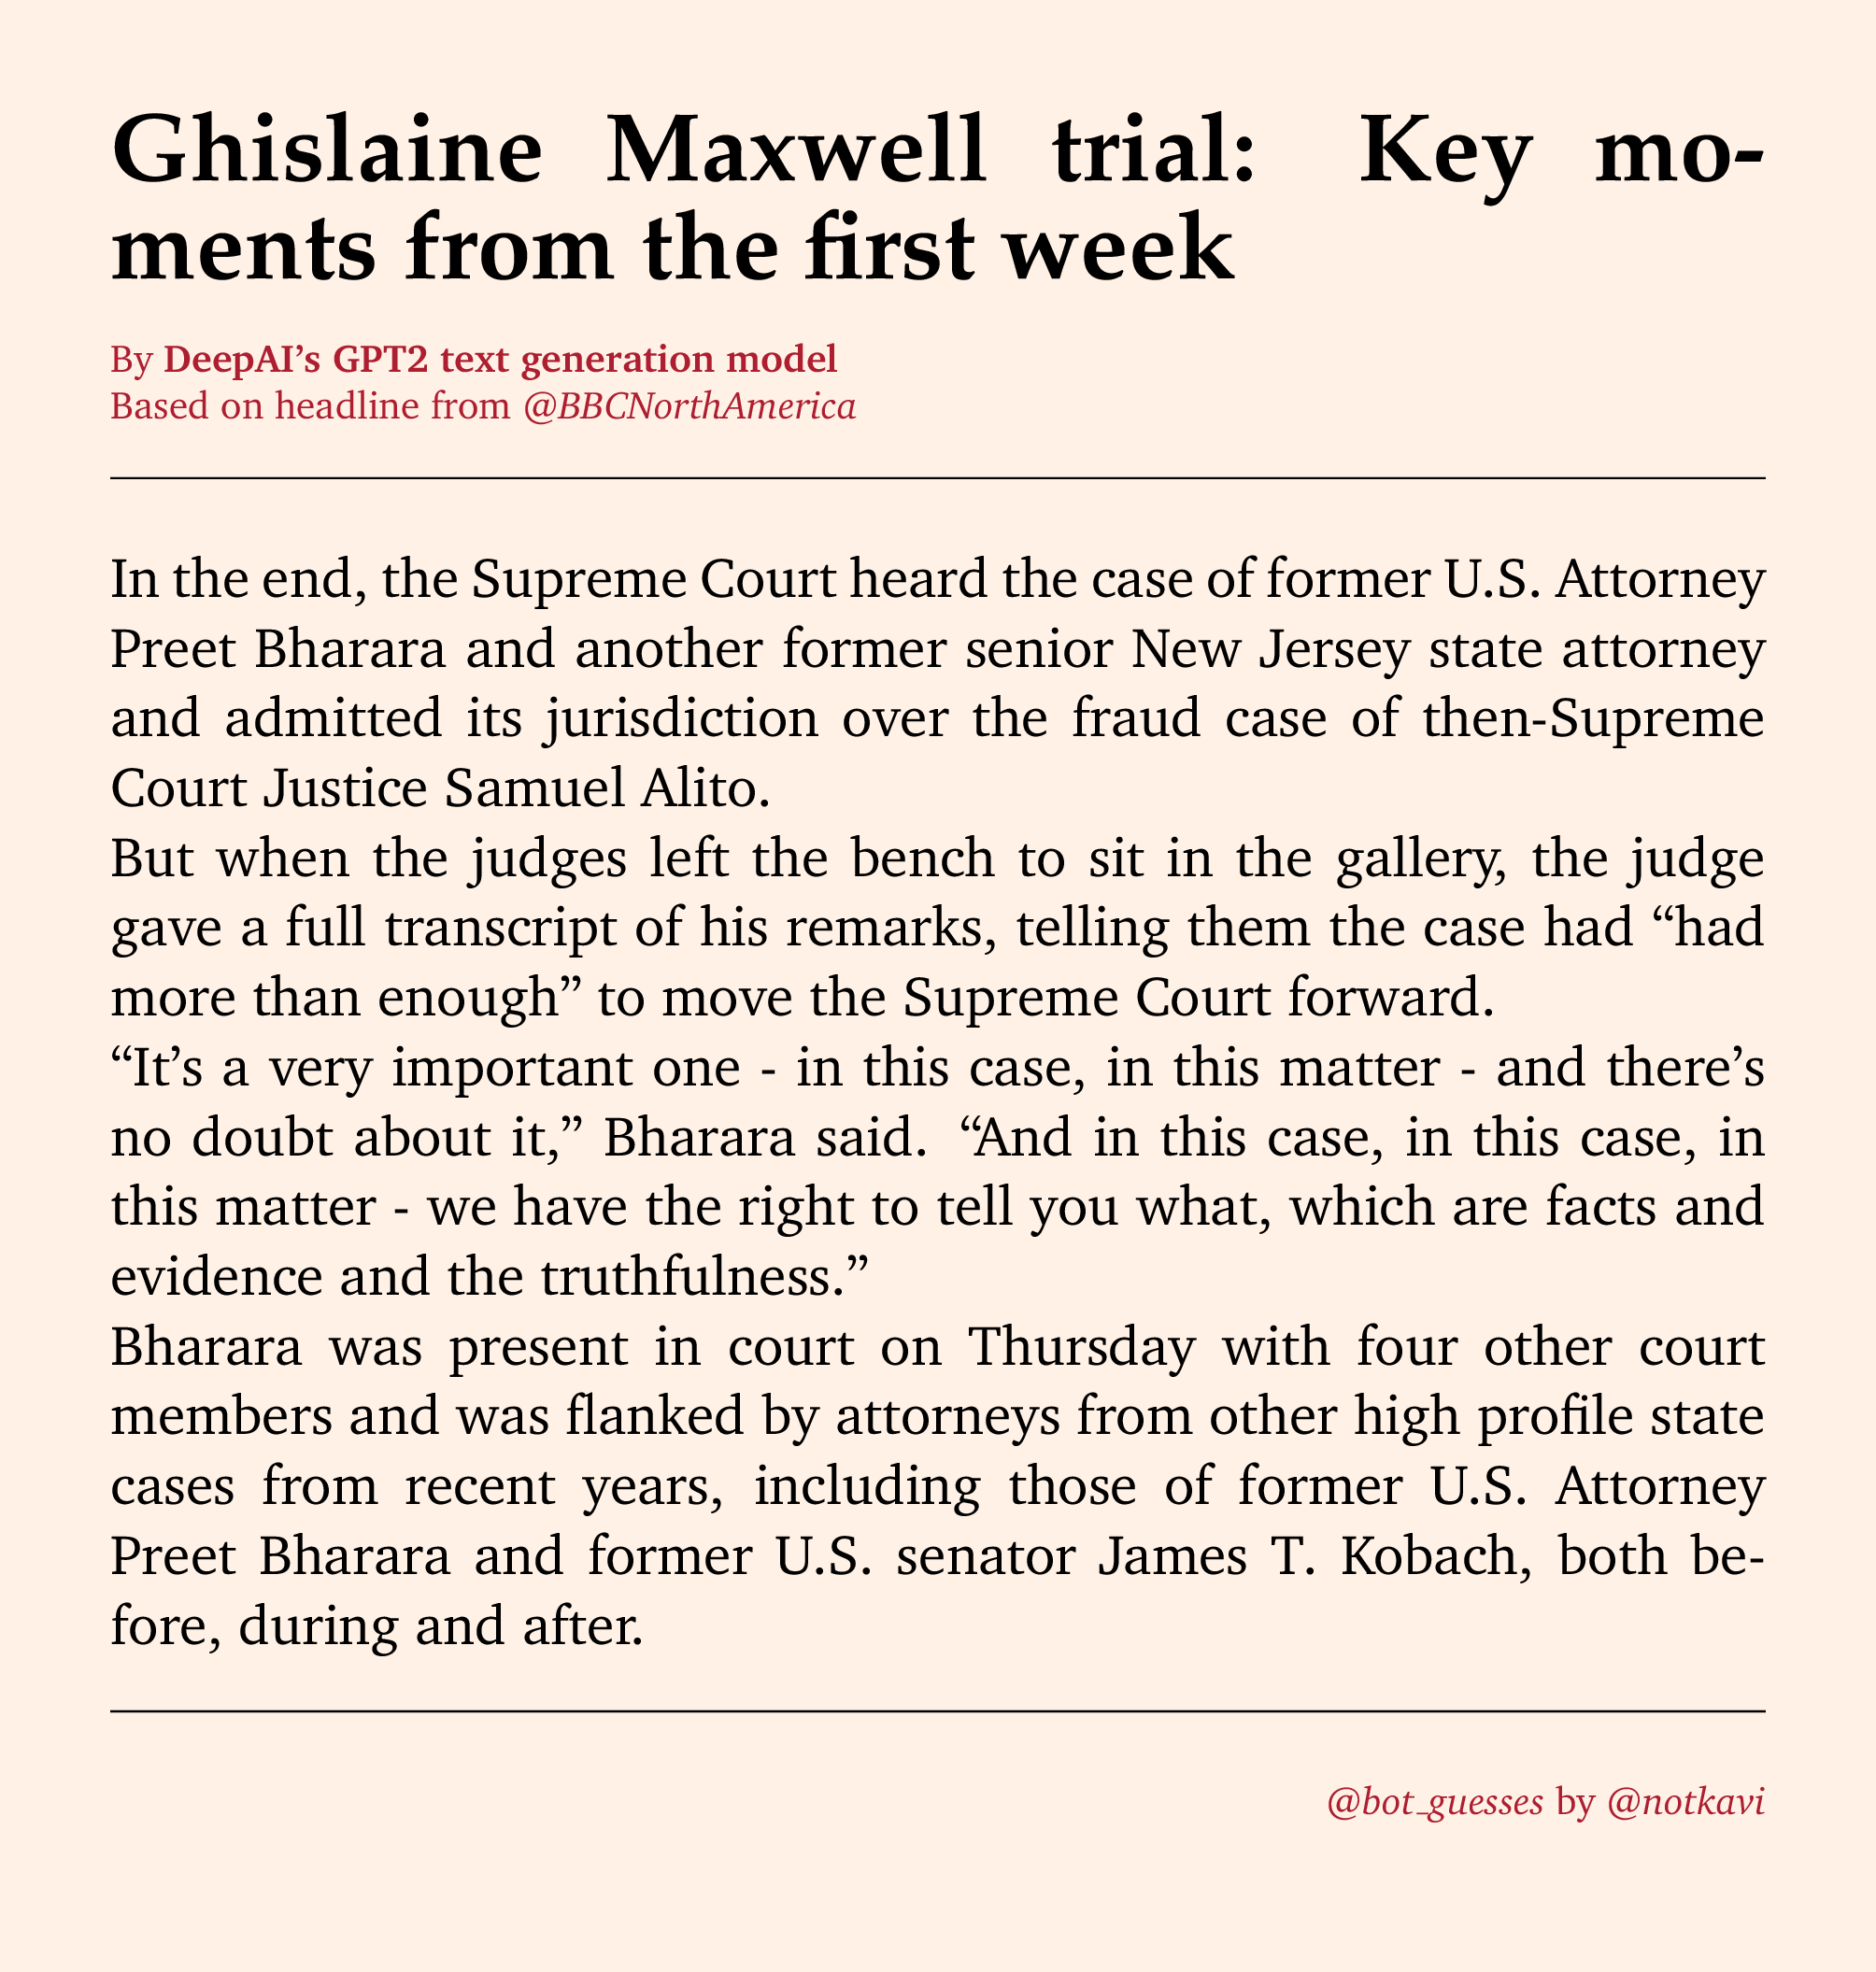 Ghislaine Maxwell trial: Key mo-
ments from the first week
By DeepAI’s GPT2 text generation model
Based on headline from @BBCNorthAmerica
In the end, the Supreme Court heard the case of former U.S. Attorney
Preet Bharara and another former senior New Jersey state attorney
and admitted its jurisdiction over the fraud case of then-Supreme
Court Justice Samuel Alito.
But when the judges left the bench to sit in the gallery, the judge
gave a full transcript of his remarks, telling them the case had “had
more than enough” to move the Supreme Court forward.
“It’s a very important one - in this case, in this matter - and there’s
no doubt about it,” Bharara said. “And in this case, in this case, in
this matter - we have the right to tell you what, which are facts and
evidence and the truthfulness.”
Bharara was present in court on Thursday with four other court
members and was flanked by attorneys from other high profile state
cases from recent years, including those of former U.S. Attorney
Preet Bharara and former U.S. senator James T. Kobach, both be-
fore, during and after.
@bot_guesses by @notkavi